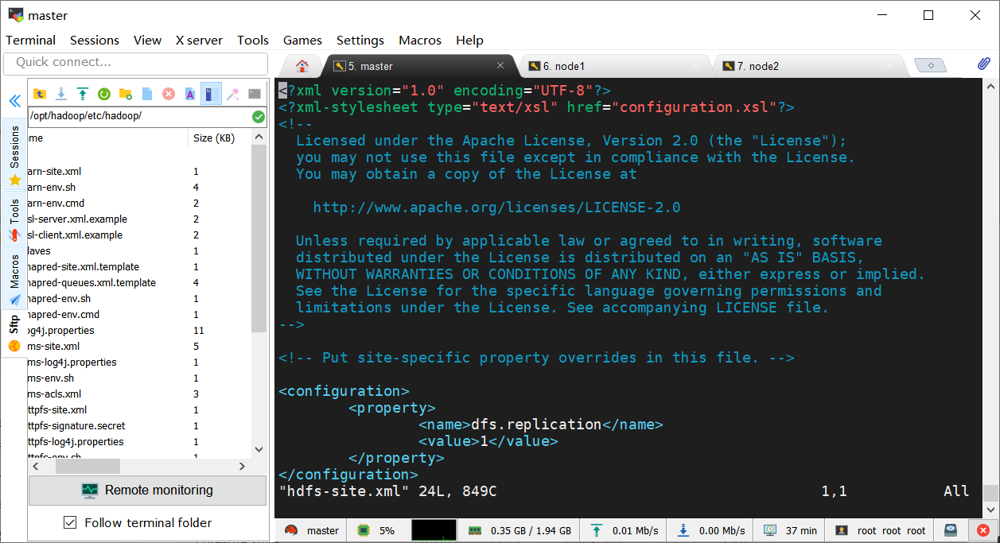 master
Terminal Sessions View X server Tools Games Settings Macros Help
Quick connect...
5. master
6. node1
7. node2
/opt/hadoop/etc/hadoop/
Sessions
Tools
Macros
Sftp
me Size (KB)
arn-site.xml 1
arn-env.sh 4
arn-env.cmd 2
sl-server.xml.example 2
sl-client.xml.example 2
laves 1
napred-site.xml.template 1
napred-queues.xml.template 4
napred-env.sh 1
napred-env.cmd 1
og4j.properties 11
ms-site.xml 5
ms-log4j.properties 1
ms-env.sh 1
ms-acls.xml 3
ttpfs-site.xml 1
ttpfs-signature.secret 1
ttpfs-log4j.properties 1
ttpfs-env.sh 1
Remote monitoring
Follow terminal folder
<?xml version="1.0" encoding="UTF-8"?>
<?xml-stylesheet type="text/xsl" href="configuration.xsl"?>
<!--
Licensed under the Apache License, Version 2.0 (the "License");
you may not use this file except in compliance with the License.
You may obtain a copy of the License at
http://www.apache.org/licenses/LICENSE-2.0
Unless required by applicable law or agreed to in writing, software
distributed under the License is distributed on an "AS IS" BASIS,
WITHOUT WARRANTIES OR CONDITIONS OF ANY KIND, either express or implied.
See the License for the specific language governing permissions and
limitations under the License. See accompanying LICENSE file.
-->
<!-- Put site-specific property overrides in this file. -->
<configuration>
<property>
<name>dfs.replication</name>
<value>1</value>
</property>
</configuration>
"hdfs-site.xml" 24L, 849C 1,1 All
master 5% 0.35 GB / 1.94 GB 0.01 Mb/s 0.00 Mb/s 37 min root root root